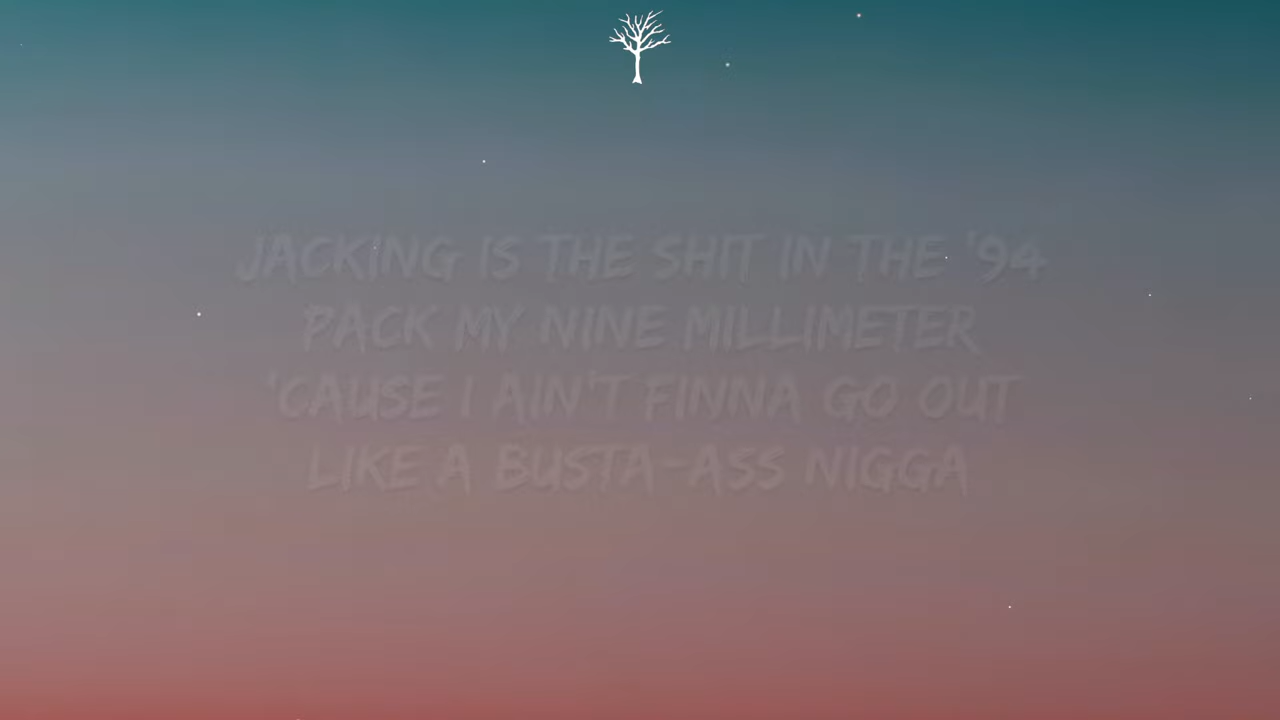 JACKING IS THE SHIT IN THE '94
PACK MY NINE MILLIMETER
'CAUSE I AIN'T FINNA GO OUT
LIKE A BUSTA-ASS NIGGA